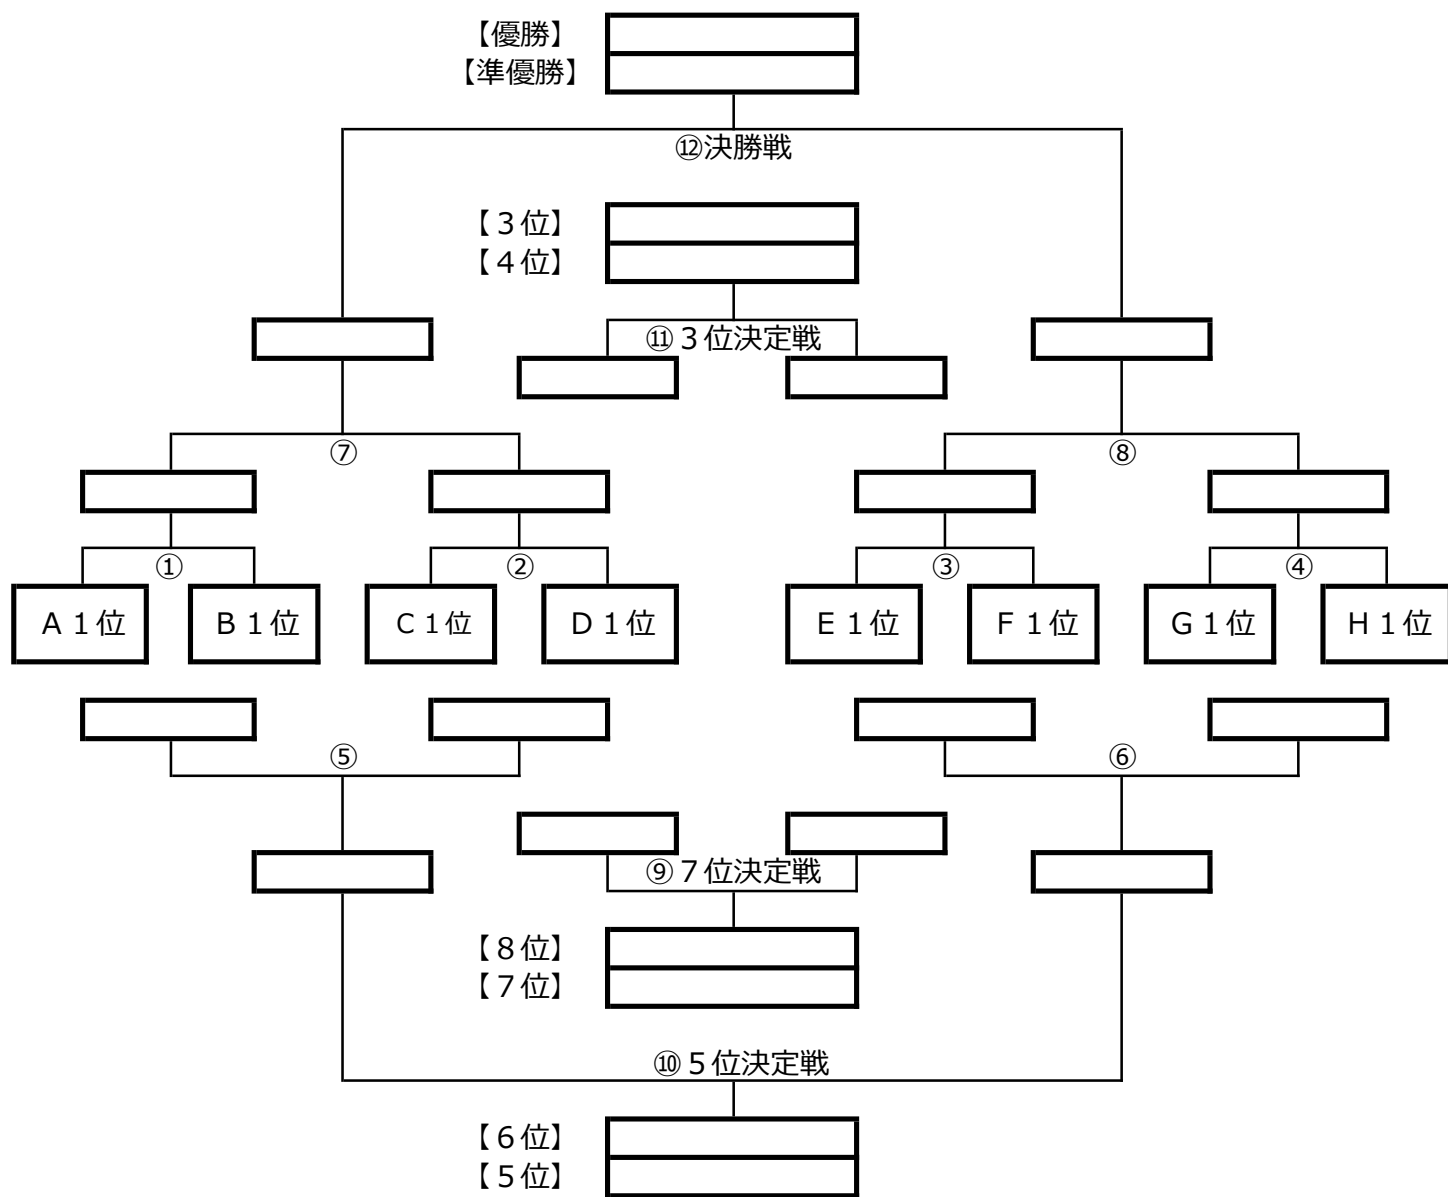 【優勝】
【準優勝】
⑫決勝戦
【３位】
【４位】
⑪３位決定戦
⑦
⑧
①
②
③
④
Ａ１位
Ｂ１位
Ｃ１位
Ｄ１位
Ｅ１位
Ｆ１位
Ｇ１位
Ｈ１位
⑤
⑥
⑨７位決定戦
【８位】
【７位】
⑩５位決定戦
【６位】
【５位】